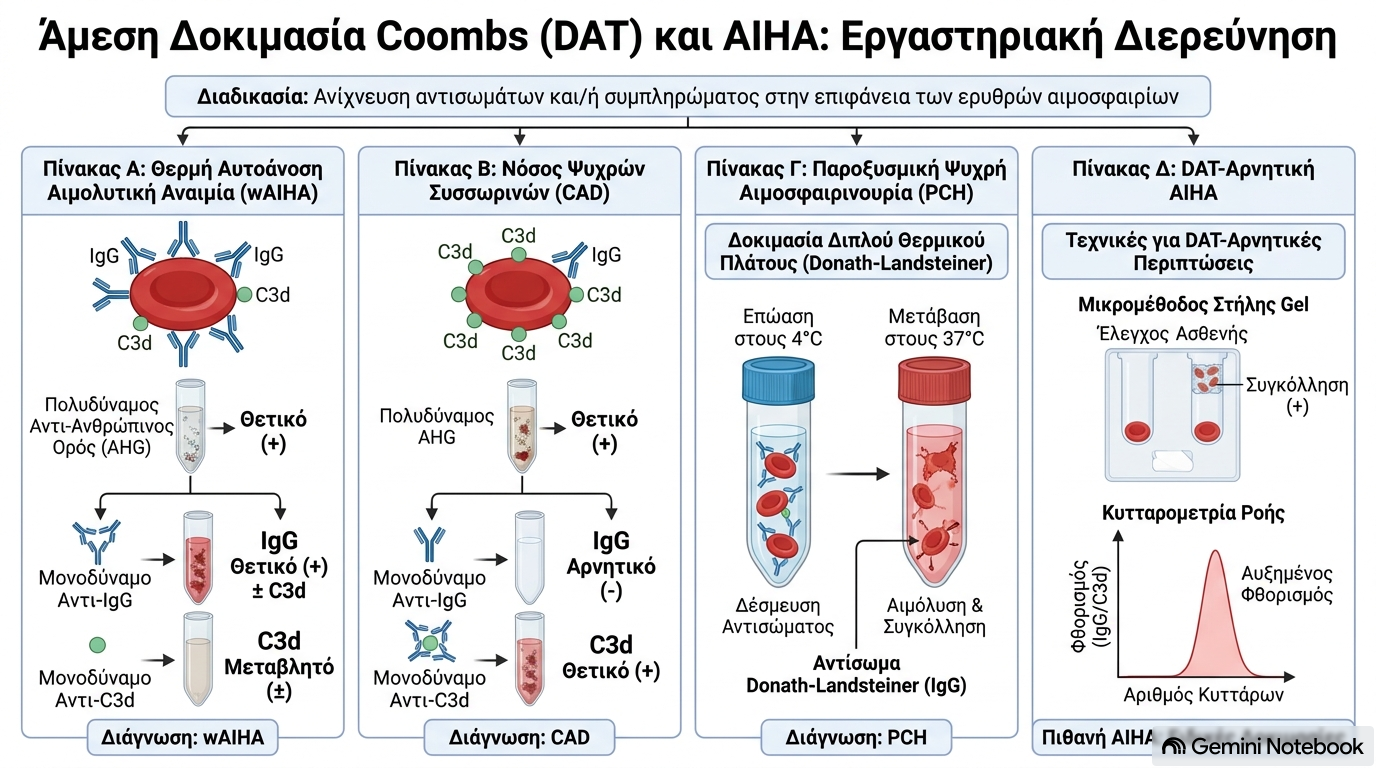 Άμεση Δοκιμασία Coombs (DAT) και AIHA: Εργαστηριακή Διερεύνηση
Διαδικασία: Ανίχνευση αντισωμάτων και/ή συμπληρώματος στην επιφάνεια των ερυθρών αιμοσφαιρίων
Πίνακας Α: Θερμή Αυτοάνοση
Αιμολυτική Αναιμία (wAIHA)
IgG
IgG
C3d
C3d
Πολυδύναμος
Αντι-Ανθρώπινος
Ορός (AHG)
Θετικό
(+)
Μονοδύναμο
Αντι-IgG
IgG
Θετικό (+)
± C3d
Μονοδύναμο
Αντι-C3d
C3d
Μεταβλητό
(±)
Διάγνωση: wAIHA
Πίνακας Β: Νόσος Ψυχρών
Συσσωρινών (CAD)
C3d
C3d
IgG
C3d
C3d
C3d
C3d
Πολυδύναμος
AHG
Θετικό
(+)
Μονοδύναμο
Αντι-IgG
IgG
Αρνητικό
(-)
Μονοδύναμο
Αντι-C3d
C3d
Θετικό (+)
Διάγνωση: CAD
Πίνακας Γ: Παροξυσμική Ψυχρή
Αιμοσφαιρινουρία (PCH)
Δοκιμασία Διπλού Θερμικού
Πλάτους (Donath-Landsteiner)
Επώαση
στους 4°C
Μετάβαση
στους 37°C
Δέσμευση
Αντισώματος
Αιμόλυση &
Συγκόλληση
Αντίσωμα
Donath-Landsteiner (IgG)
Διάγνωση: PCH
Πίνακας Δ: DAT-Αρνητική
AIHA
Τεχνικές για DAT-Αρνητικές
Περιπτώσεις
Μικρομέθοδος Στήλης Gel
Έλεγχος Ασθενής
Συγκόλληση
(+)
Κυτταρομετρία Ροής
Φθορισμός
(IgG/C3d)
Αυξημένος
Φθορισμός
Αριθμός Κυττάρων
Πιθανή AIHA
Gemini Notebook